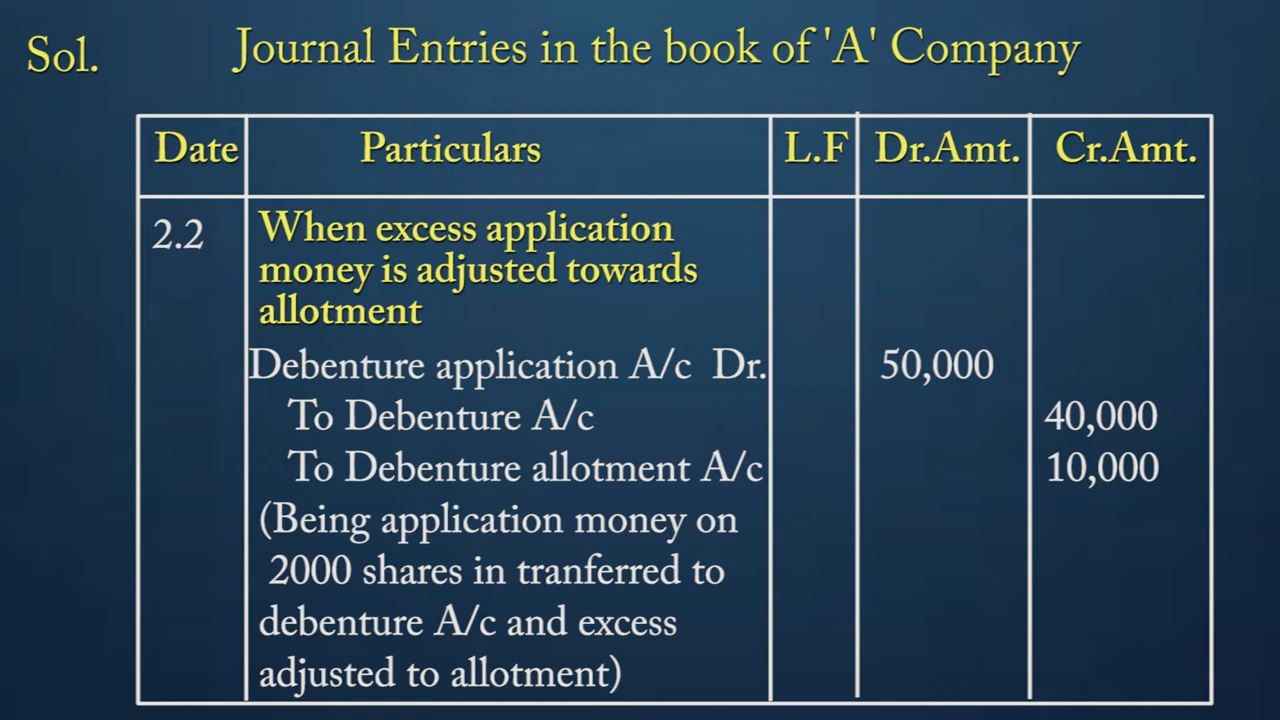 Sol.
Journal Entries in the book of 'A' Company
Date Particulars L.F Dr.Amt. Cr.Amt.
2.2 When excess application
money is adjusted towards
allotment
Debenture application A/c Dr. 50,000
To Debenture A/c 40,000
To Debenture allotment A/c 10,000
(Being application money on
2000 shares in tranferred to
debenture A/c and excess
adjusted to allotment)